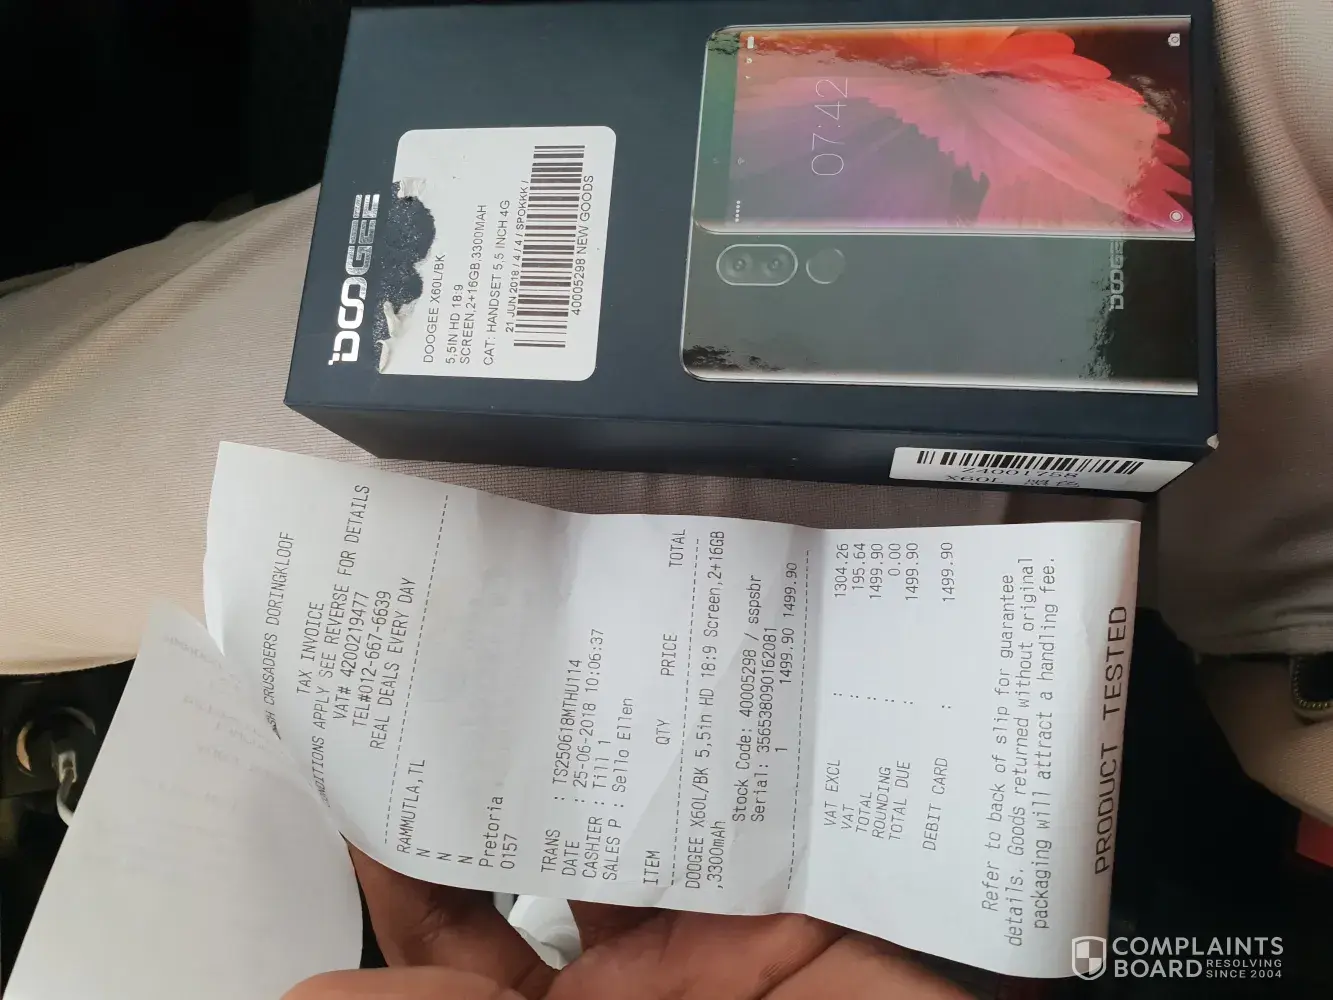 DOOGEE
DOOGEE X60L/BK
5,5IN HD 18:9
SCREEN,2+16GB,3300MAH
CAT: HANDSET 5,5 INCH 4G
21 JUN 2018 / 4 / 4 / SPOKKK /
40005298 NEW GOODS
07:42
DOOGEE
Z4001758
X60L
CRUSADERS DORINGKLOOF
TAX INVOICE
APPLY SEE REVERSE FOR DETAILS
VAT# 4200219477
TEL#012-667-6639
REAL DEALS EVERY DAY
RAMMUTLA,TL
N
N
N
Pretoria
0157
TRANS : TS250618MTHU114
DATE : 25-06-2018 10:06:37
CASHIER : Till 1
SALES P : Sello Ellen
ITEM QTY PRICE TOTAL
DOOGEE X60L/BK 5,5in HD 18:9 Screen,2+16GB
,3300mAh
Stock Code: 40005298 / sspsbr
Serial: 356538090162081
1 1499.90 1499.90
VAT EXCL : 1304.26
VAT : 195.64
TOTAL : 1499.90
ROUNDING : 0.00
TOTAL DUE : 1499.90
DEBIT CARD : 1499.90
Refer to back of slip for guarantee
details. Goods returned without original
packaging will attract a handling fee.
PRODUCT TESTED
COMPLAINTS
BOARD RESOLVING
SINCE 2004